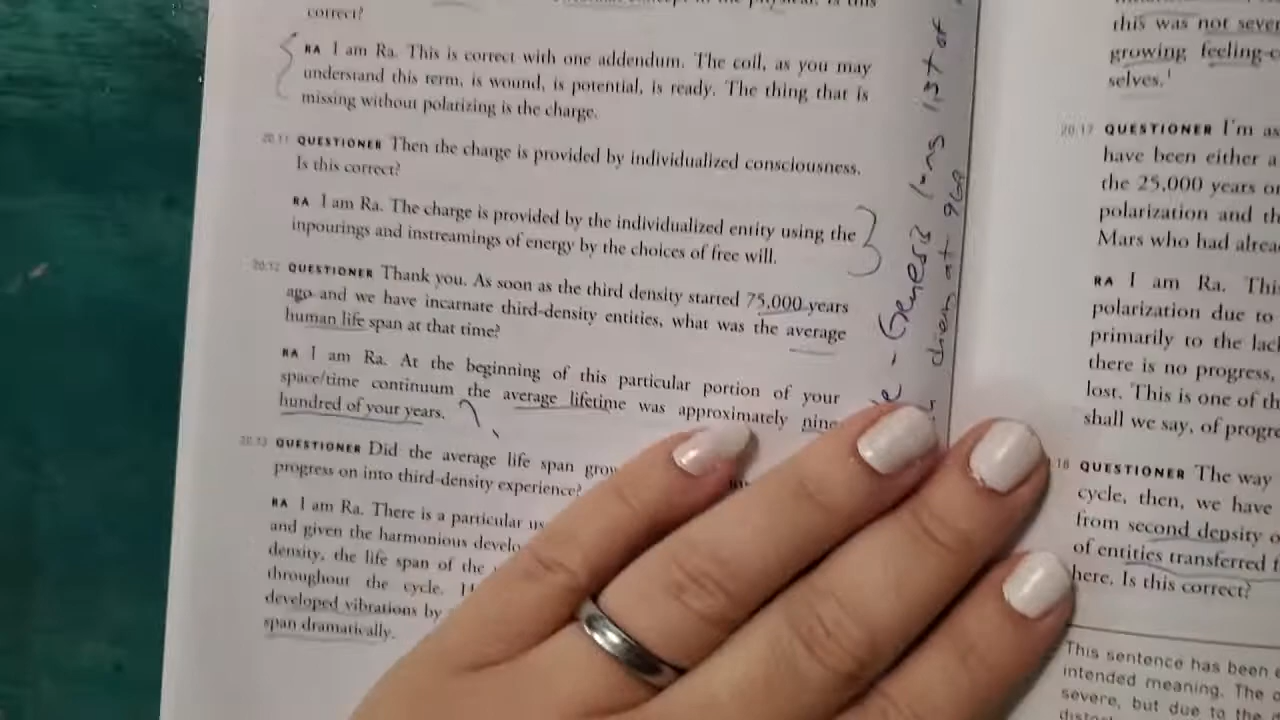 correct?
RA I am Ra. This is correct with one addendum. The coil, as you may
understand this term, is wound, is potential, is ready. The thing that is
missing without polarizing is the charge.
20.11 QUESTIONER Then the charge is provided by individualized consciousness.
Is this correct?
RA I am Ra. The charge is provided by the individualized entity using the
inpourings and instreamings of energy by the choices of free will.
20.12 QUESTIONER Thank you. As soon as the third density started 75,000 years
ago and we have incarnate third-density entities, what was the average
human life span at that time?
RA I am Ra. At the beginning of this particular portion of your
space/time continuum the average lifetime was approximately nine
hundred of your years.
20.13 QUESTIONER Did the average life span
progress on into third-density experience?
RA I am Ra. There is a particular
and given the harmonious
density, the life span of the
throughout the cycle.
developed vibrations by
span dramatically.
- Genesis long list of
at 969
this was not
growing
selves.1
20.17 QUESTIONER I'm
have been either a
the 25,000 years
polarization and
Mars who had
RA I am Ra.
polarization due to
primarily to the
there is no progress,
lost. This is one of
shall we say, of
18 QUESTIONER The way
cycle, then, we have
from second density
of entities transferred
here. Is this correct?
This sentence has been
intended meaning. The
severe, but due to the